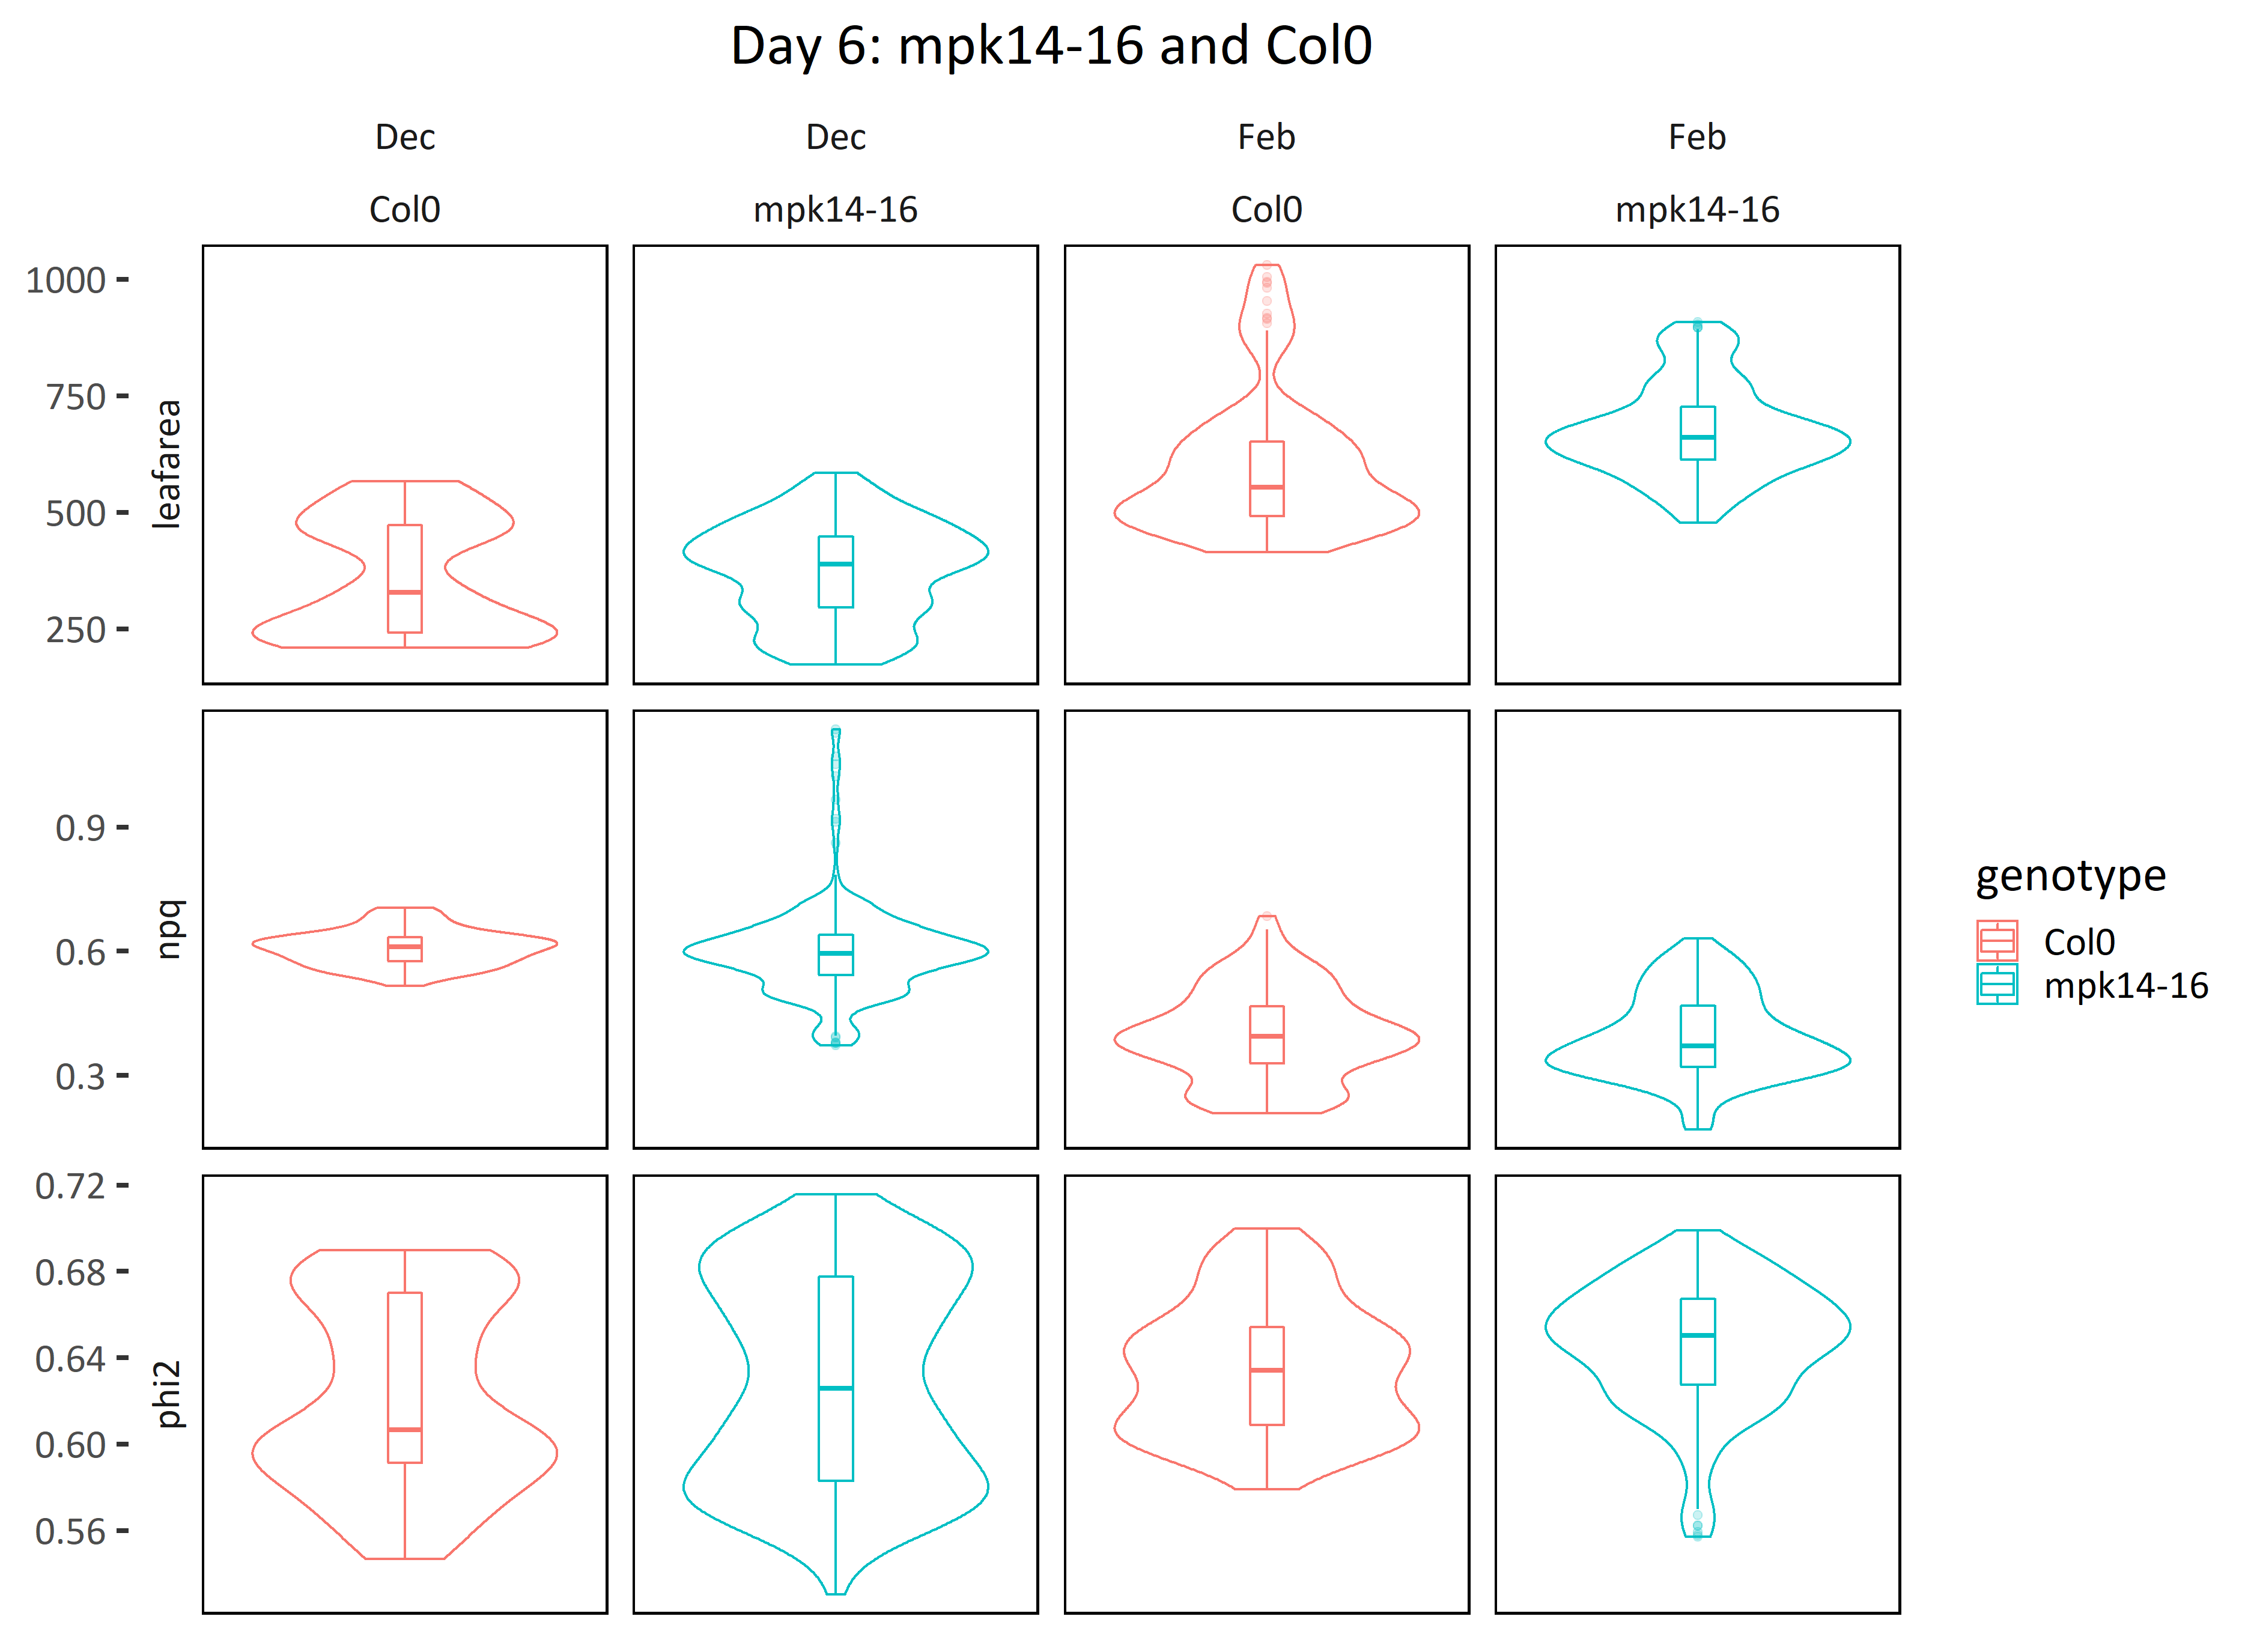 Day 6: mpk14-16 and Col0
Dec Dec Feb Feb
Col0 mpk14-16 Col0 mpk14-16
1000
750
500
250
leafarea
0.9
0.6
0.3
npq
0.72
0.68
0.64
0.60
0.56
phi2
genotype
Col0
mpk14-16